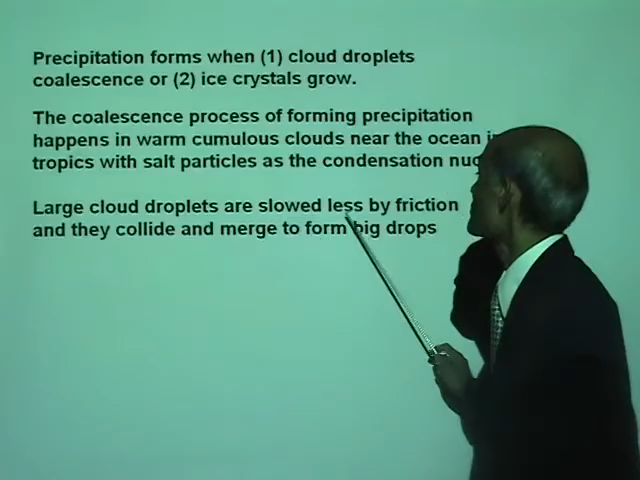 Precipitation forms when (1) cloud droplets
coalescence or (2) ice crystals grow.
The coalescence process of forming precipitation
happens in warm cumulous clouds near the ocean in
tropics with salt particles as the condensation
Large cloud droplets are slowed less by friction
and they collide and merge to form big drops